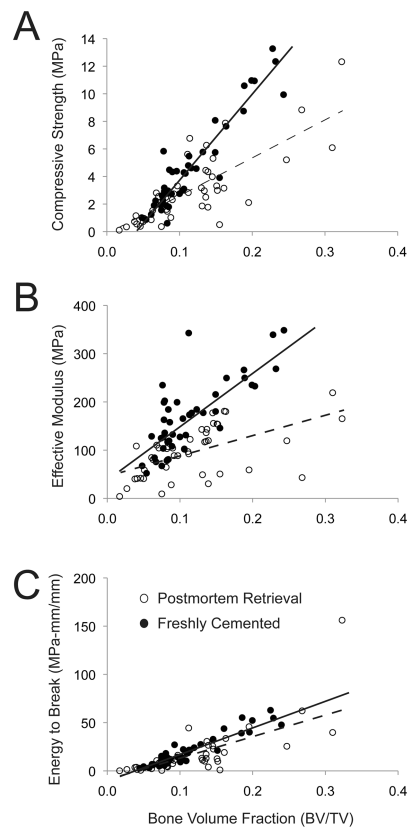 A
Compressive Strength (MPa)
14
12
10
8
6
4
2
0
0.0 0.1 0.2 0.3 0.4
B
Effective Modulus (MPa)
400
300
200
100
0
0.0 0.1 0.2 0.3 0.4
C
Energy to Break (MPa-mm/mm)
200
150
100
50
0
Postmortem Retrieval
Freshly Cemented
0.0 0.1 0.2 0.3 0.4
Bone Volume Fraction (BV/TV)